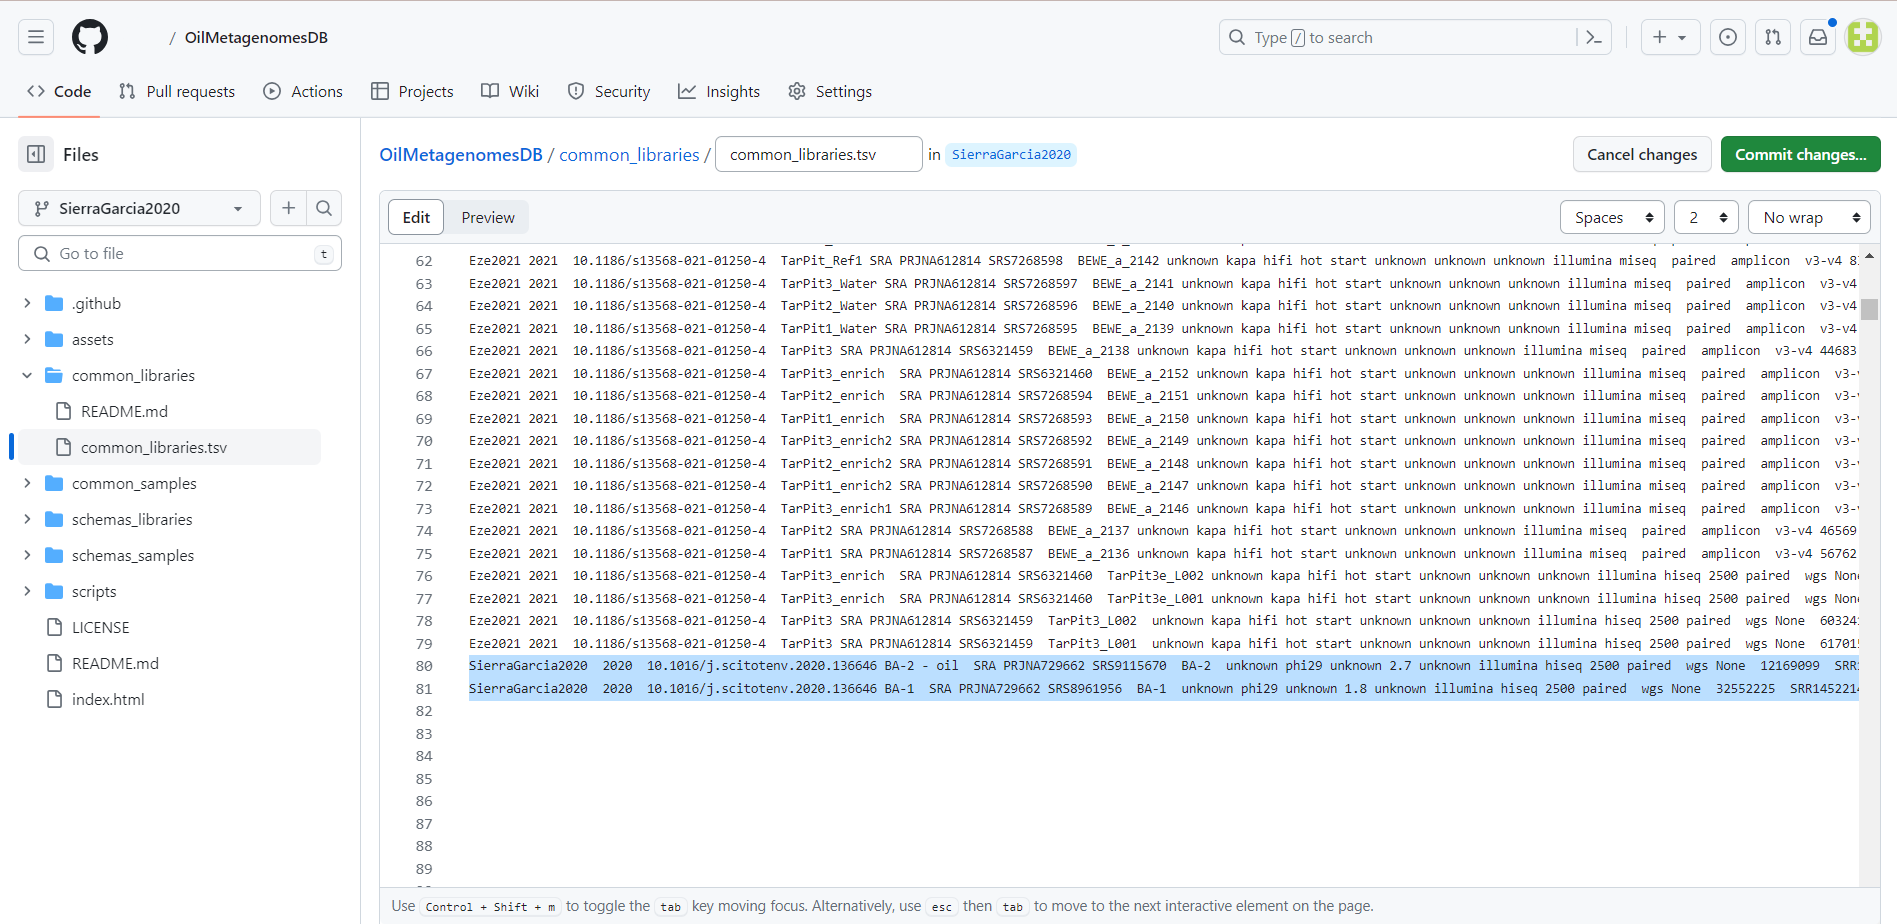 / OilMetagenomesDB
Type / to search
Code Pull requests Actions Projects Wiki Security Insights Settings
Files
SierraGarcia2020
Go to file t
.github
assets
common_libraries
README.md
common_libraries.tsv
common_samples
schemas_libraries
schemas_samples
scripts
LICENSE
README.md
index.html
OilMetagenomesDB / common_libraries / common_libraries.tsv in SierraGarcia2020
Cancel changes Commit changes...
Edit Preview Spaces 2 No wrap
62 Eze2021 2021 10.1186/s13568-021-01250-4 TarPit_Ref1 SRA PRJNA612814 SRS7268598 BEWE_a_2142 unknown kapa hifi hot start unknown unknown unknown illumina miseq paired amplicon v3-v4
63 Eze2021 2021 10.1186/s13568-021-01250-4 TarPit3_Water SRA PRJNA612814 SRS7268597 BEWE_a_2141 unknown kapa hifi hot start unknown unknown unknown illumina miseq paired amplicon v3-v4
64 Eze2021 2021 10.1186/s13568-021-01250-4 TarPit2_Water SRA PRJNA612814 SRS7268596 BEWE_a_2140 unknown kapa hifi hot start unknown unknown unknown illumina miseq paired amplicon v3-v4
65 Eze2021 2021 10.1186/s13568-021-01250-4 TarPit1_Water SRA PRJNA612814 SRS7268595 BEWE_a_2139 unknown kapa hifi hot start unknown unknown unknown illumina miseq paired amplicon v3-v4
66 Eze2021 2021 10.1186/s13568-021-01250-4 TarPit3 SRA PRJNA612814 SRS6321459 BEWE_a_2138 unknown kapa hifi hot start unknown unknown unknown illumina miseq paired amplicon v3-v4 44683
67 Eze2021 2021 10.1186/s13568-021-01250-4 TarPit3_enrich SRA PRJNA612814 SRS6321460 BEWE_a_2152 unknown kapa hifi hot start unknown unknown unknown illumina miseq paired amplicon v3-
68 Eze2021 2021 10.1186/s13568-021-01250-4 TarPit2_enrich SRA PRJNA612814 SRS7268594 BEWE_a_2151 unknown kapa hifi hot start unknown unknown unknown illumina miseq paired amplicon v3-
69 Eze2021 2021 10.1186/s13568-021-01250-4 TarPit1_enrich SRA PRJNA612814 SRS7268593 BEWE_a_2150 unknown kapa hifi hot start unknown unknown unknown illumina miseq paired amplicon v3-
70 Eze2021 2021 10.1186/s13568-021-01250-4 TarPit3_enrich2 SRA PRJNA612814 SRS7268592 BEWE_a_2149 unknown kapa hifi hot start unknown unknown unknown illumina miseq paired amplicon v3-
71 Eze2021 2021 10.1186/s13568-021-01250-4 TarPit2_enrich2 SRA PRJNA612814 SRS7268591 BEWE_a_2148 unknown kapa hifi hot start unknown unknown unknown illumina miseq paired amplicon v3-
72 Eze2021 2021 10.1186/s13568-021-01250-4 TarPit1_enrich2 SRA PRJNA612814 SRS7268590 BEWE_a_2147 unknown kapa hifi hot start unknown unknown unknown illumina miseq paired amplicon v3-
73 Eze2021 2021 10.1186/s13568-021-01250-4 TarPit3_enrich1 SRA PRJNA612814 SRS7268589 BEWE_a_2146 unknown kapa hifi hot start unknown unknown unknown illumina miseq paired amplicon v3-
74 Eze2021 2021 10.1186/s13568-021-01250-4 TarPit2 SRA PRJNA612814 SRS7268588 BEWE_a_2137 unknown kapa hifi hot start unknown unknown unknown illumina miseq paired amplicon v3-v4 46569
75 Eze2021 2021 10.1186/s13568-021-01250-4 TarPit1 SRA PRJNA612814 SRS7268587 BEWE_a_2136 unknown kapa hifi hot start unknown unknown unknown illumina miseq paired amplicon v3-v4 56762
76 Eze2021 2021 10.1186/s13568-021-01250-4 TarPit3_enrich SRA PRJNA612814 SRS6321460 TarPit3e_L002 unknown kapa hifi hot start unknown unknown unknown illumina hiseq 2500 paired wgs None
77 Eze2021 2021 10.1186/s13568-021-01250-4 TarPit3_enrich SRA PRJNA612814 SRS6321460 TarPit3e_L001 unknown kapa hifi hot start unknown unknown unknown illumina hiseq 2500 paired wgs None
78 Eze2021 2021 10.1186/s13568-021-01250-4 TarPit3 SRA PRJNA612814 SRS6321459 TarPit3_L002 unknown kapa hifi hot start unknown unknown unknown illumina hiseq 2500 paired wgs None 60324
79 Eze2021 2021 10.1186/s13568-021-01250-4 TarPit3 SRA PRJNA612814 SRS6321459 TarPit3_L001 unknown kapa hifi hot start unknown unknown unknown illumina hiseq 2500 paired wgs None 61701
80 SierraGarcia2020 2020 10.1016/j.scitotenv.2020.136646 BA-2 - oil SRA PRJNA729662 SRS9115670 BA-2 unknown phi29 unknown 2.7 unknown illumina hiseq 2500 paired wgs None 12169099 SRR
81 SierraGarcia2020 2020 10.1016/j.scitotenv.2020.136646 BA-1 SRA PRJNA729662 SRS8961956 BA-1 unknown phi29 unknown 1.8 unknown illumina hiseq 2500 paired wgs None 32552225 SRR1452214
82
83
84
85
86
87
88
89
Use Control + Shift + m to toggle the tab key moving focus. Alternatively, use esc then tab to move to the next interactive element on the page.